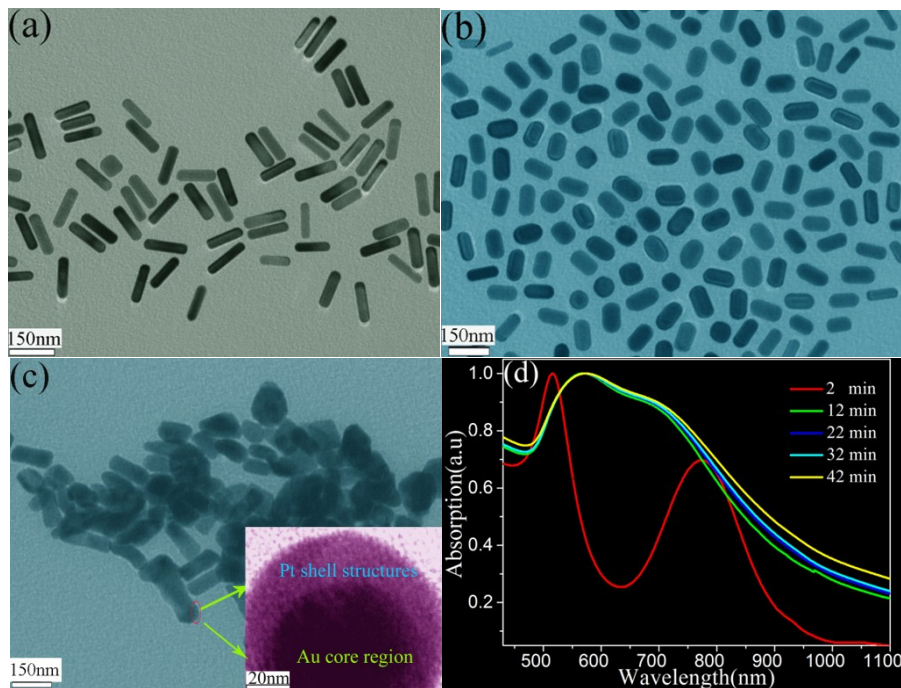 (a)
150nm
(b)
150nm
(c)
150nm
Pt shell structures
Au core region
20nm
(d)
Absorption(a.u)
1.0
0.8
0.6
0.4
0.2
2 min
12 min
22 min
32 min
42 min
500 600 700 800 900 1000 1100
Wavelength(nm)